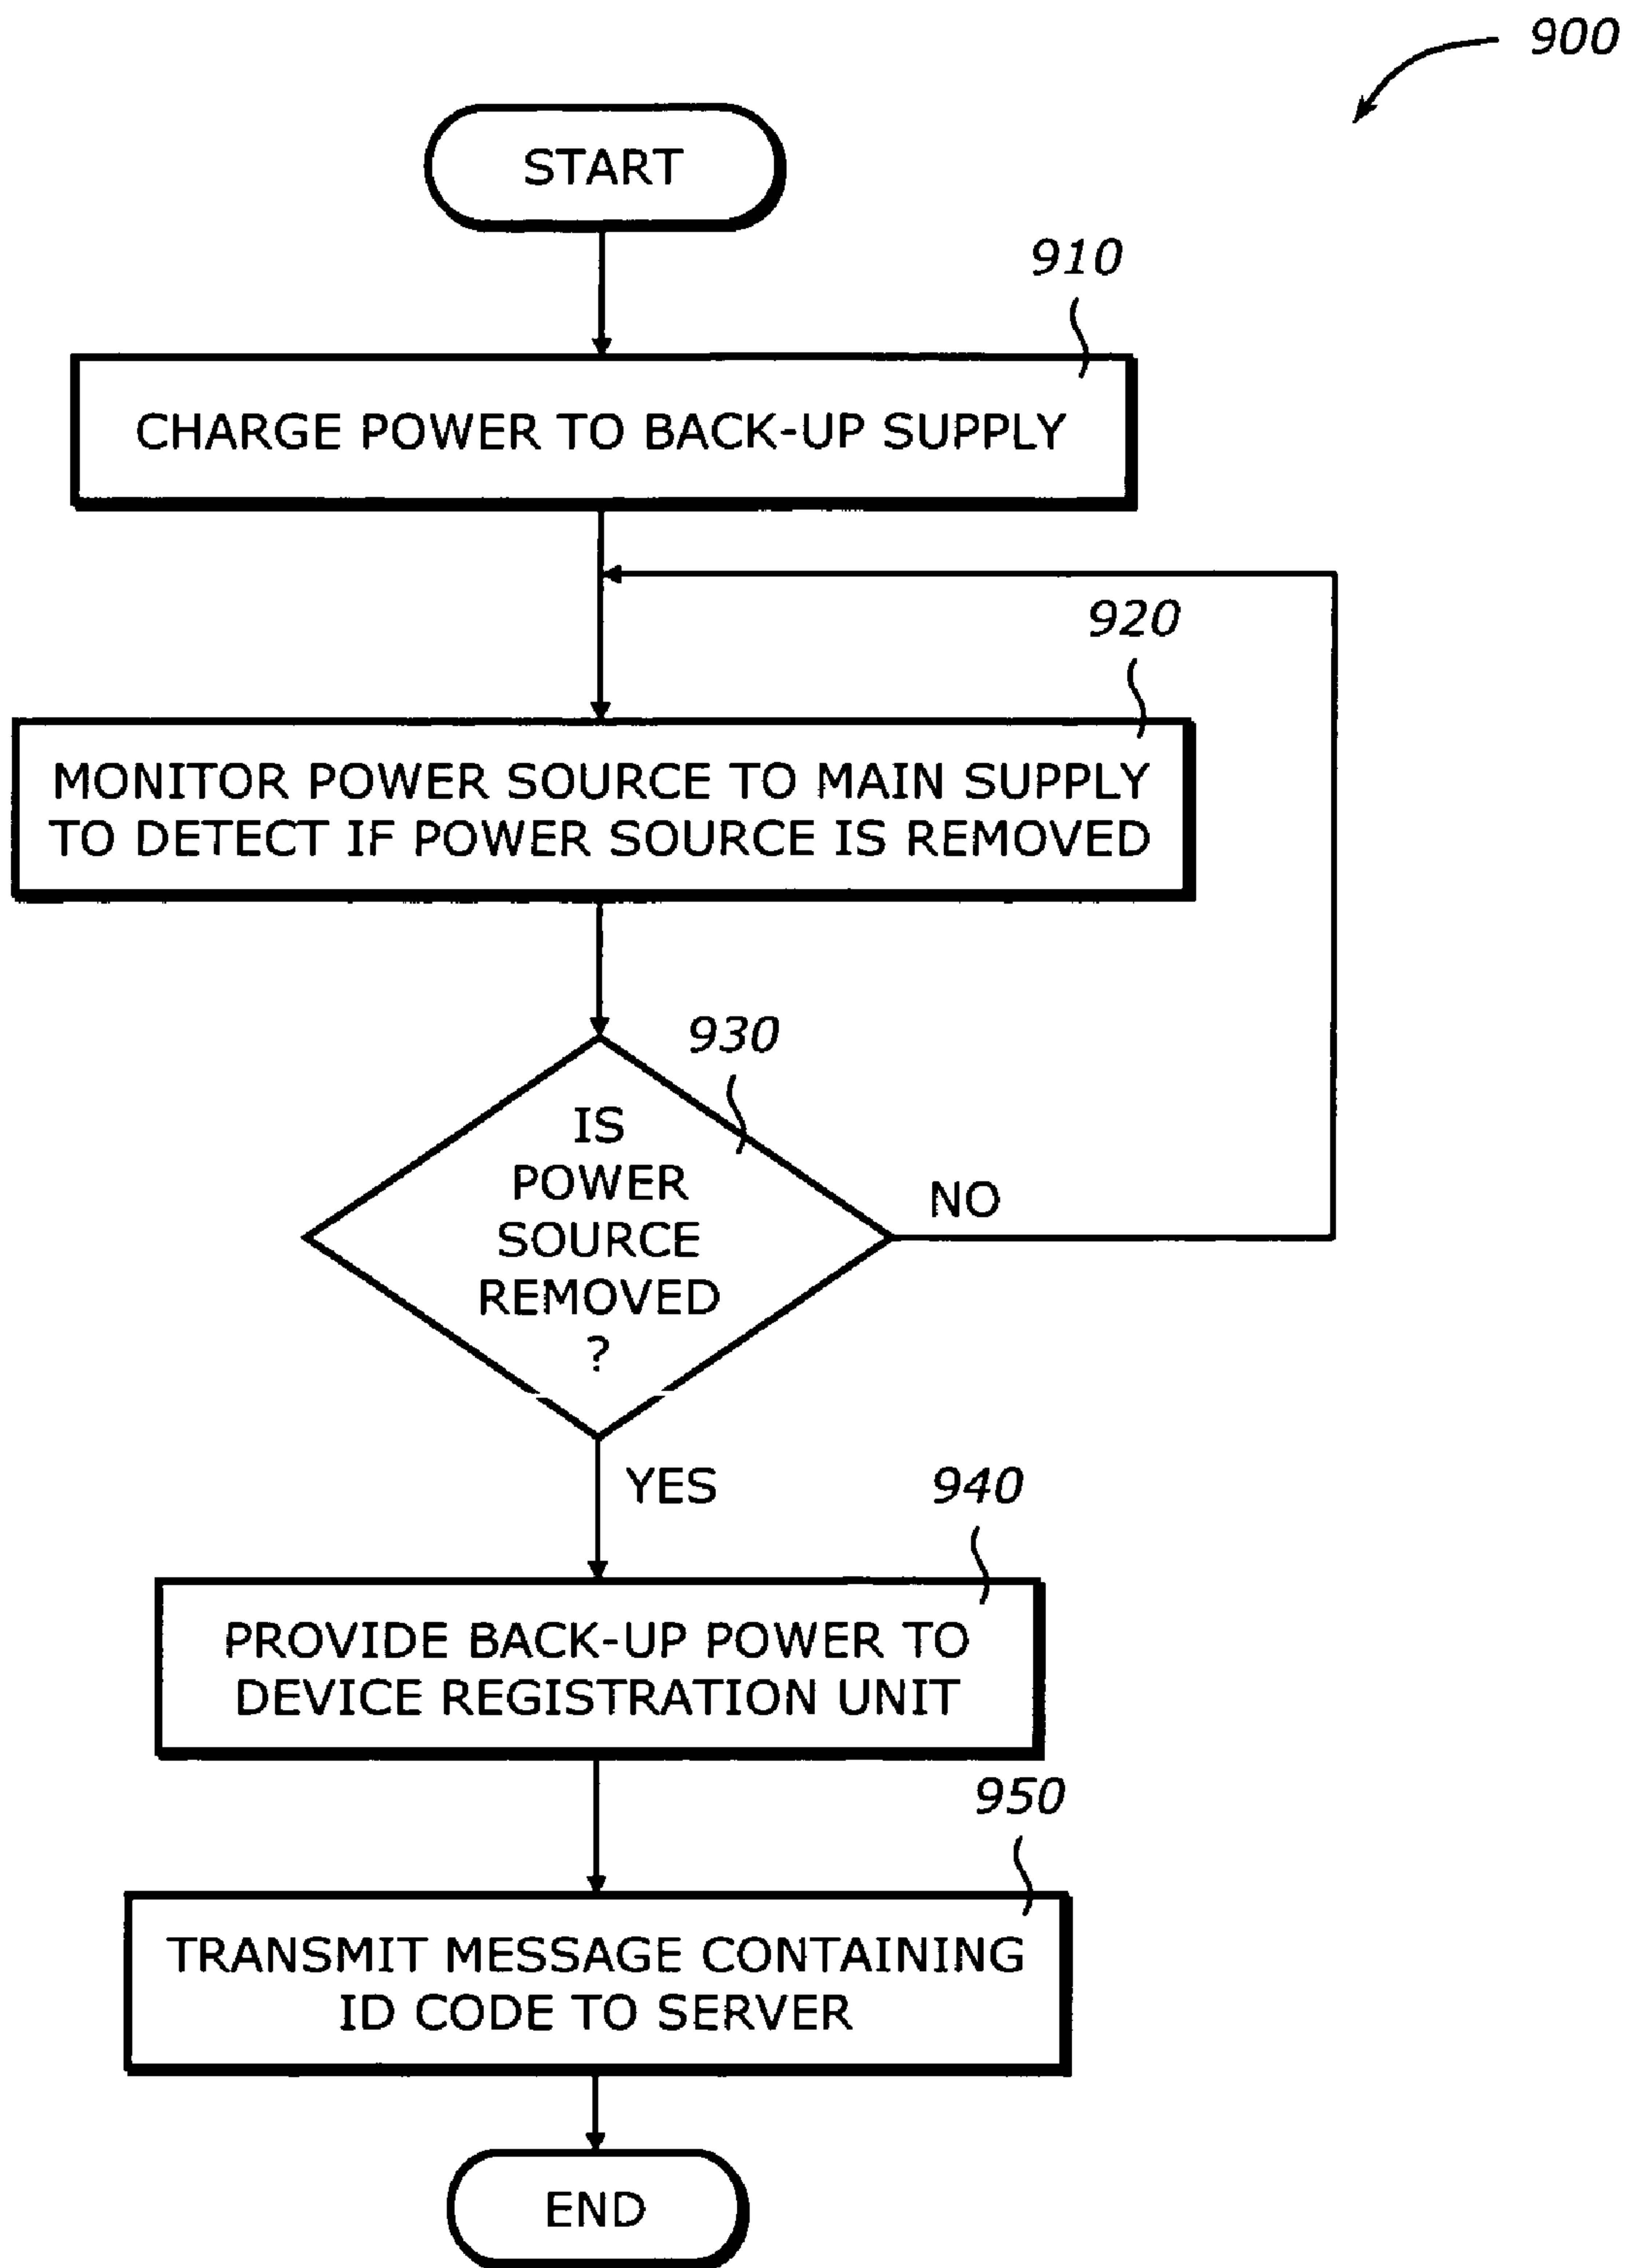 900
START
910
CHARGE POWER TO BACK-UP SUPPLY
920
MONITOR POWER SOURCE TO MAIN SUPPLY
TO DETECT IF POWER SOURCE IS REMOVED
930
IS
POWER
SOURCE
REMOVED
?
NO
YES
940
PROVIDE BACK-UP POWER TO
DEVICE REGISTRATION UNIT
950
TRANSMIT MESSAGE CONTAINING
ID CODE TO SERVER
END